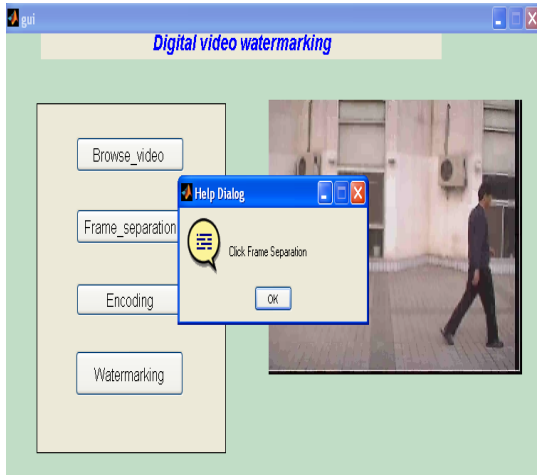 gui
Digital video watermarking
Browse_video
Frame_separation
Encoding
Watermarking
Help Dialog
Click Frame Separation
OK